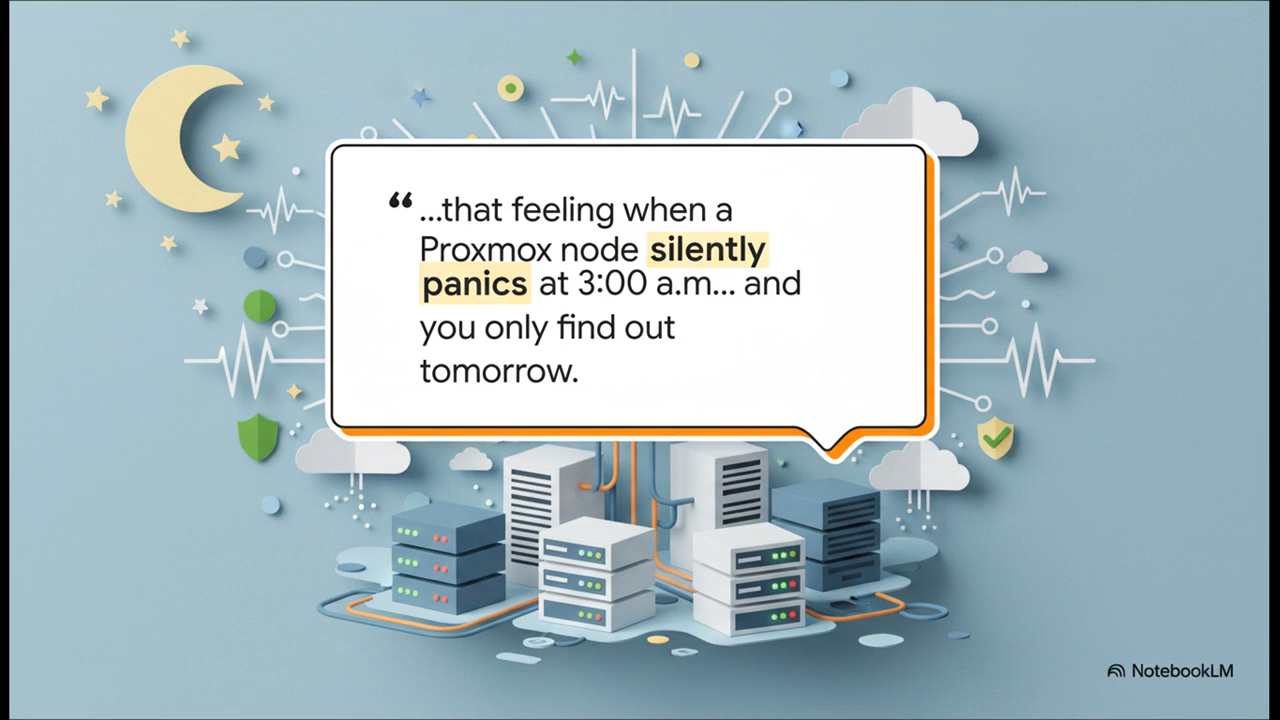 “ ...that feeling when a
Proxmox node silently
panics at 3:00 a.m... and
you only find out
tomorrow.
NotebookLM